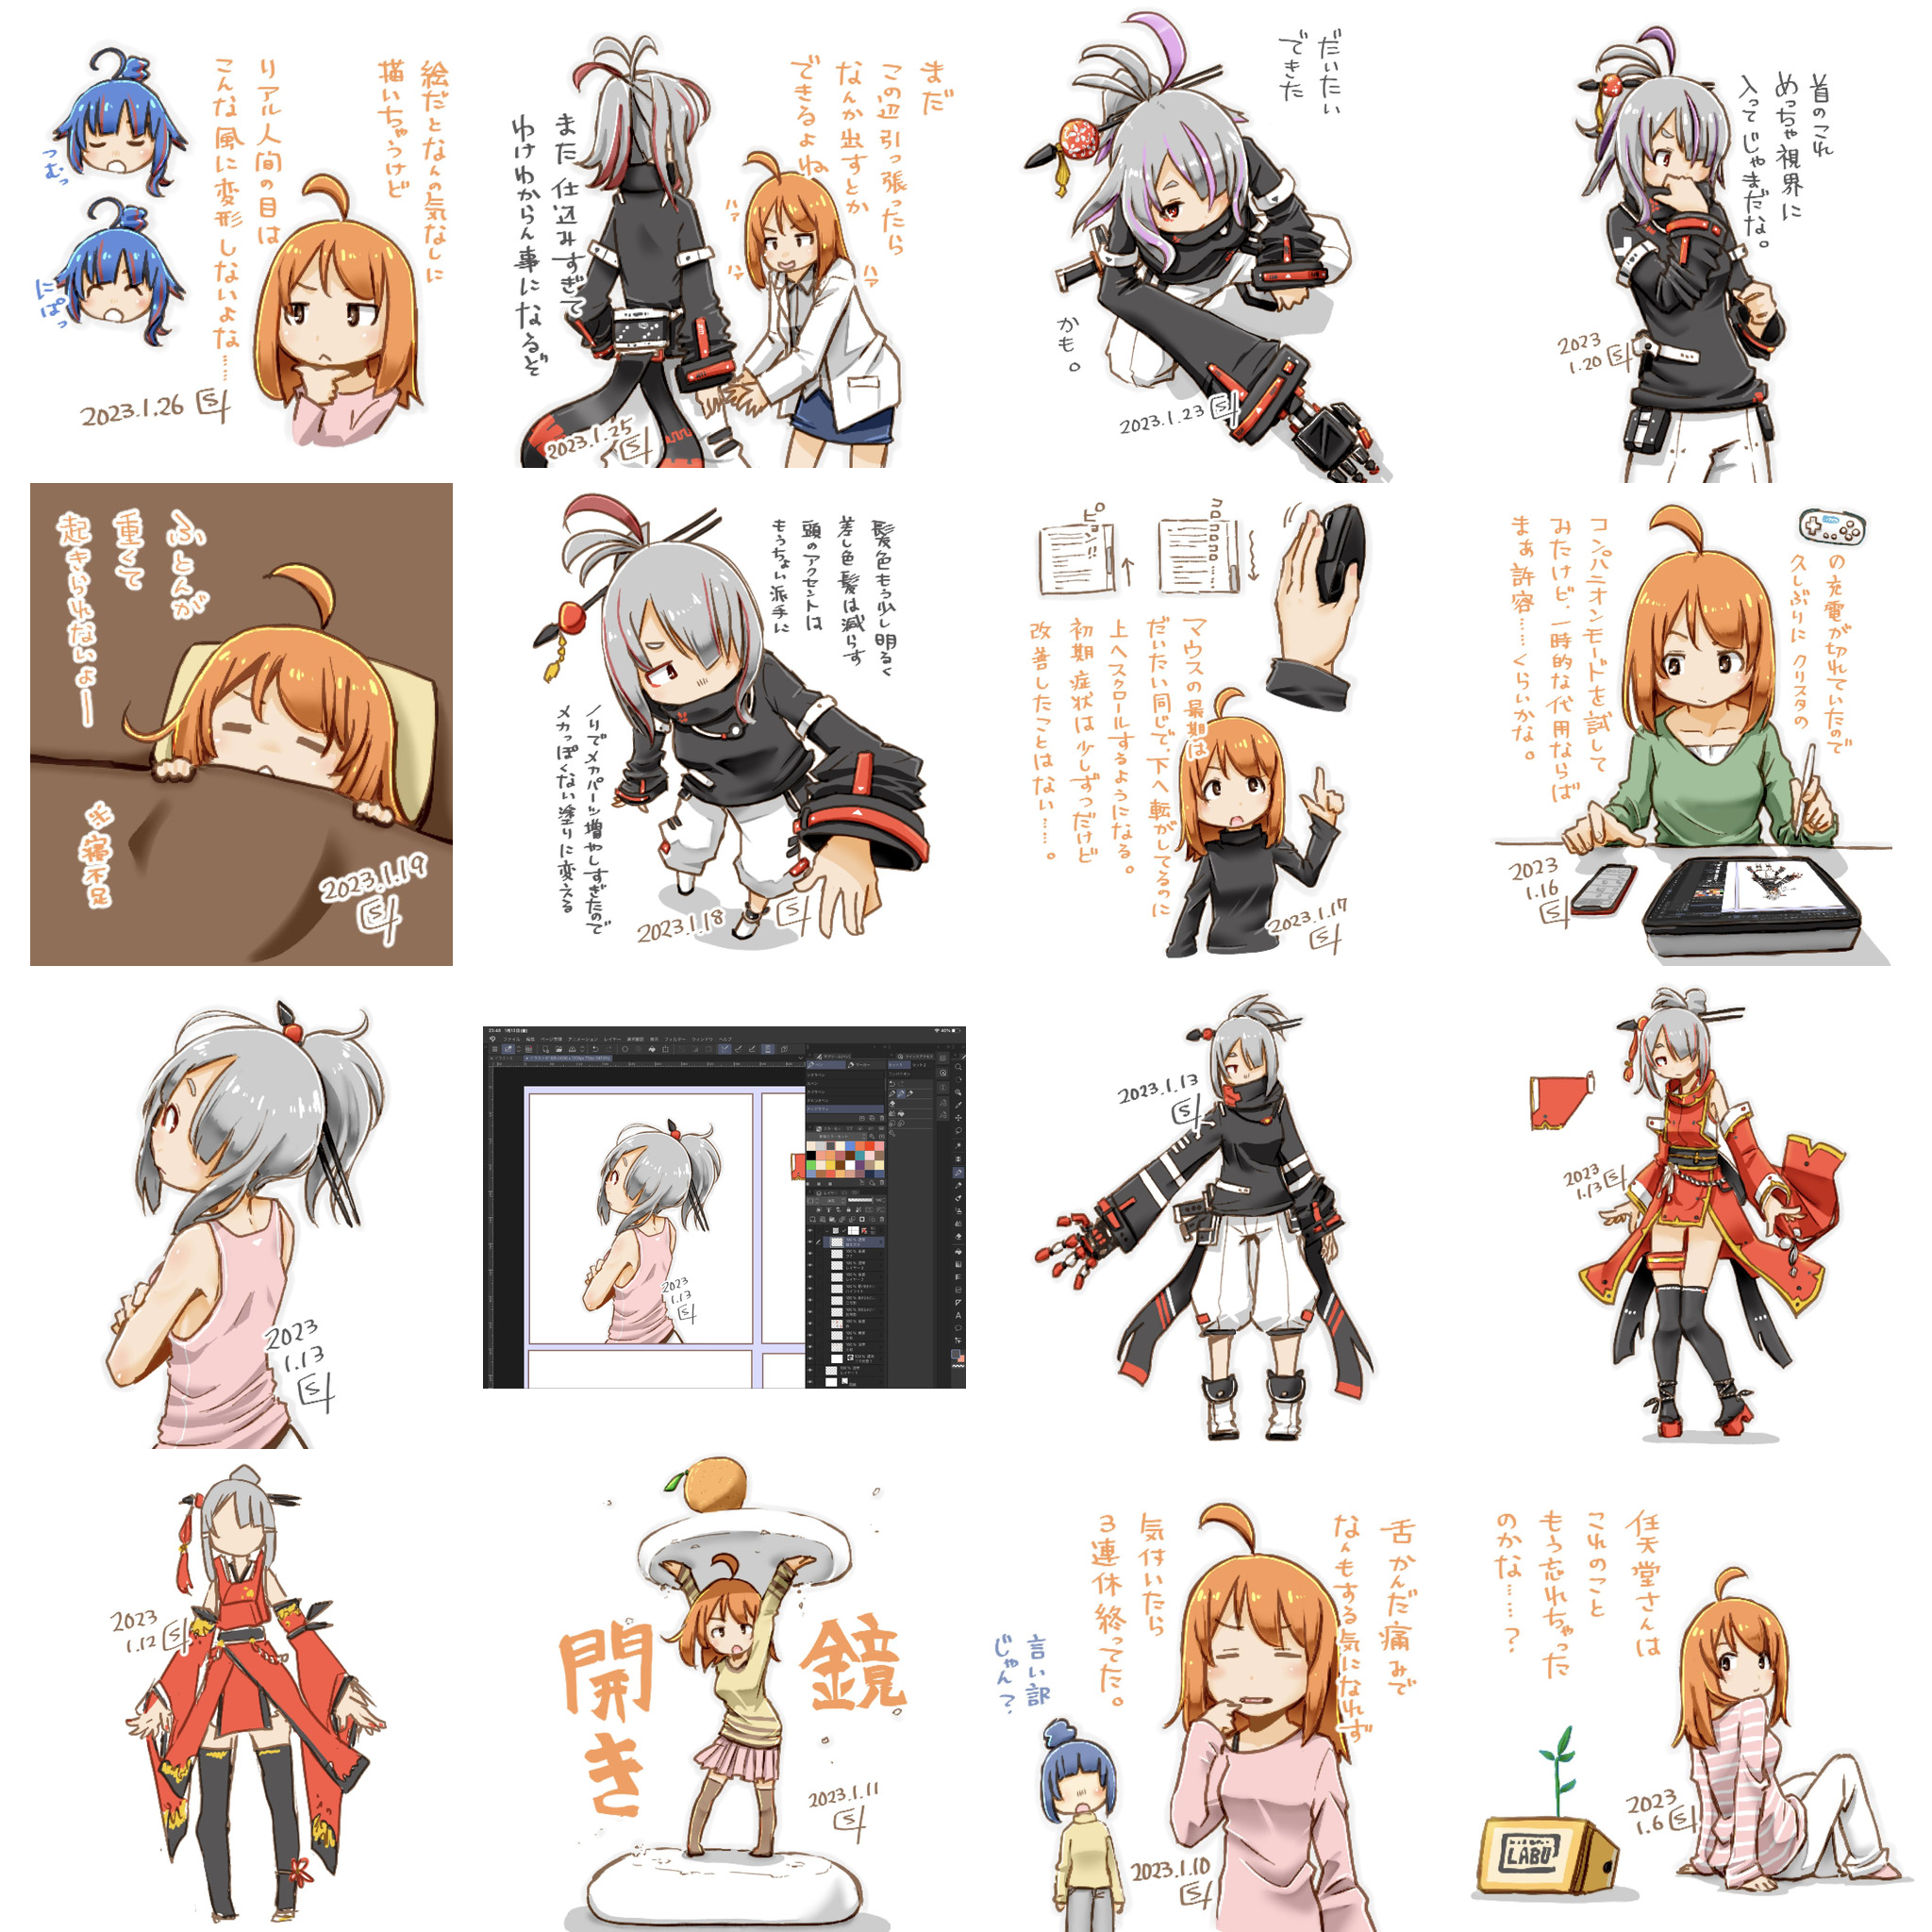 絵だとなんの気なしに
描いちゃうけど
リアル人間の目は
こんな風に変形しないよな……
つむっ
にぱっ
2023.1.26
まだ
この辺引っ張ったら
なんか出すとか
できるよね
ハァ
ハァ
ハァ
また仕込みすぎて
わけわからん事になるぞ
2023.1.25
だいたい
できた
かも。
2023.1.23
首のこれ
めっちゃ視界に
入ってじゃまだな。
2023
1.20
ふとんが
重くて
起きられないよー
※寝不足
2023.1.19
髪色もう少し明るく
差し色髪は減らす
頭のアクセントは
もうちょい派手に
ノリでメカパーツ増やしすぎたので
メカっぽくない塗りに変える
2023.1.18
ピョン!!
マウスの最期は
だいたい同じで、下へ転がしてるのに
上へスクロールするようになる。
初期症状は少しずつだけど
改善したことはない……。
2023.1.17
の充電が切れていたので
久しぶりにクリスタの
コンパニオンモードを試して
みたけど、一時的な代用ならば
まぁ許容……くらいかな。
2023
1.16
2023
1.13
2023
1.13
2023.1.13
2023
1.13
2023
1.12
鏡
開き
2023.1.11
舌かんだ痛みで
なんもする気になれず
気付いたら
3連休終ってた。
言い訳
じゃん?
2023.1.10
任天堂さんは
これのこと
もう忘れちゃった
のかな……?
LABO
2023
1.6